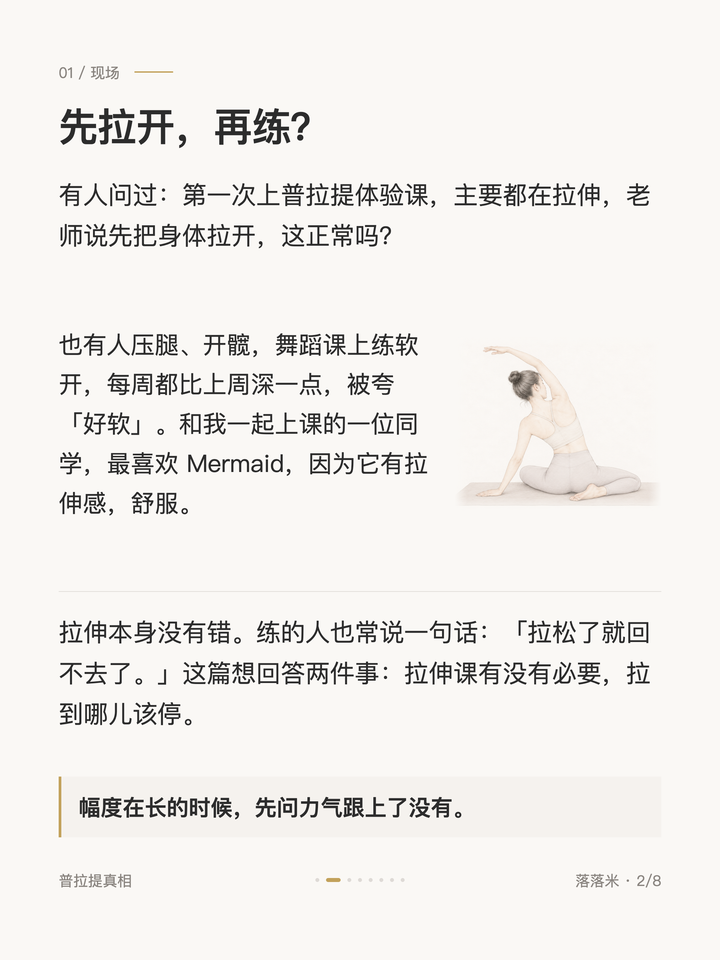 01 / 现场
先拉开，再练？
有人问过：第一次上普拉提体验课，主要都在拉伸，老
师说先把身体拉开，这正常吗？
也有人压腿、开髋，舞蹈课上练软
开，每周都比上周深一点，被夸
「好软」。和我一起上课的一位同
学，最喜欢 Mermaid，因为它有拉
伸感，舒服。
拉伸本身没有错。练的人也常说一句话：「拉松了就回
不去了。」这篇想回答两件事：拉伸课有没有必要，拉
到哪儿该停。
幅度在长的时候，先问力气跟上了没有。
普拉提真相
落落米 · 2/8